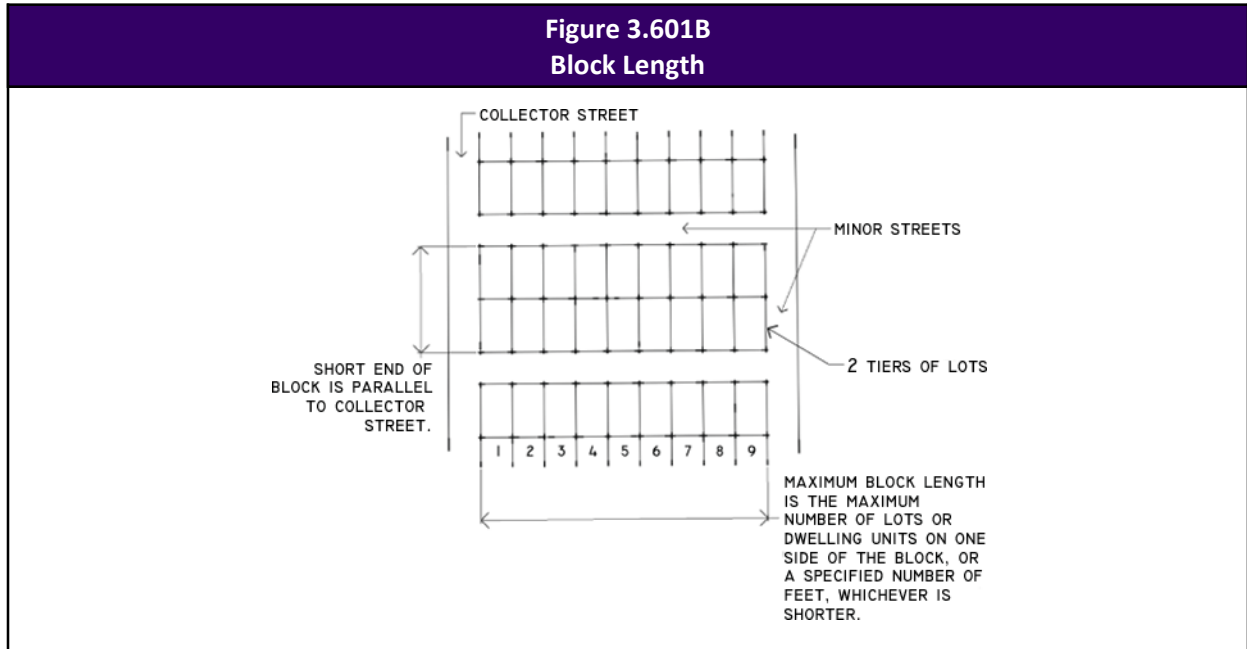 Figure 3.601B
Block Length
COLLECTOR STREET
MINOR STREETS
2 TIERS OF LOTS
SHORT END OF
BLOCK IS PARALLEL
TO COLLECTOR
STREET.
1 2 3 4 5 6 7 8 9
MAXIMUM BLOCK LENGTH
IS THE MAXIMUM
NUMBER OF LOTS OR
DWELLING UNITS ON ONE
SIDE OF THE BLOCK, OR
A SPECIFIED NUMBER OF
FEET, WHICHEVER IS
SHORTER.